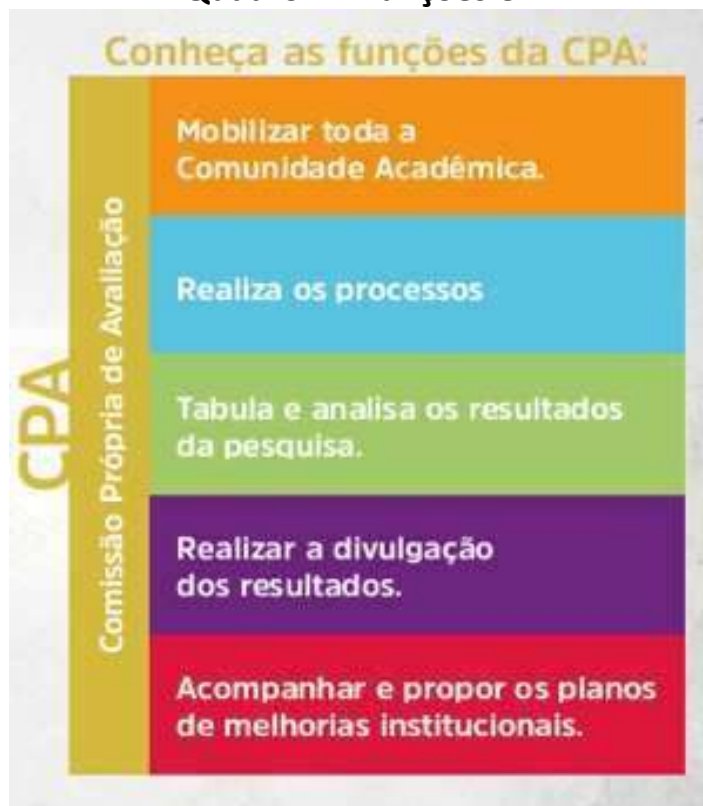 Conheça as funções da CPA:
CPA
Comissão Própria de Avaliação
Mobilizar toda a
Comunidade Acadêmica.
Realiza os processos
Tabula e analisa os resultados
da pesquisa.
Realizar a divulgação
dos resultados.
Acompanhar e propor os planos
de melhorias institucionais.